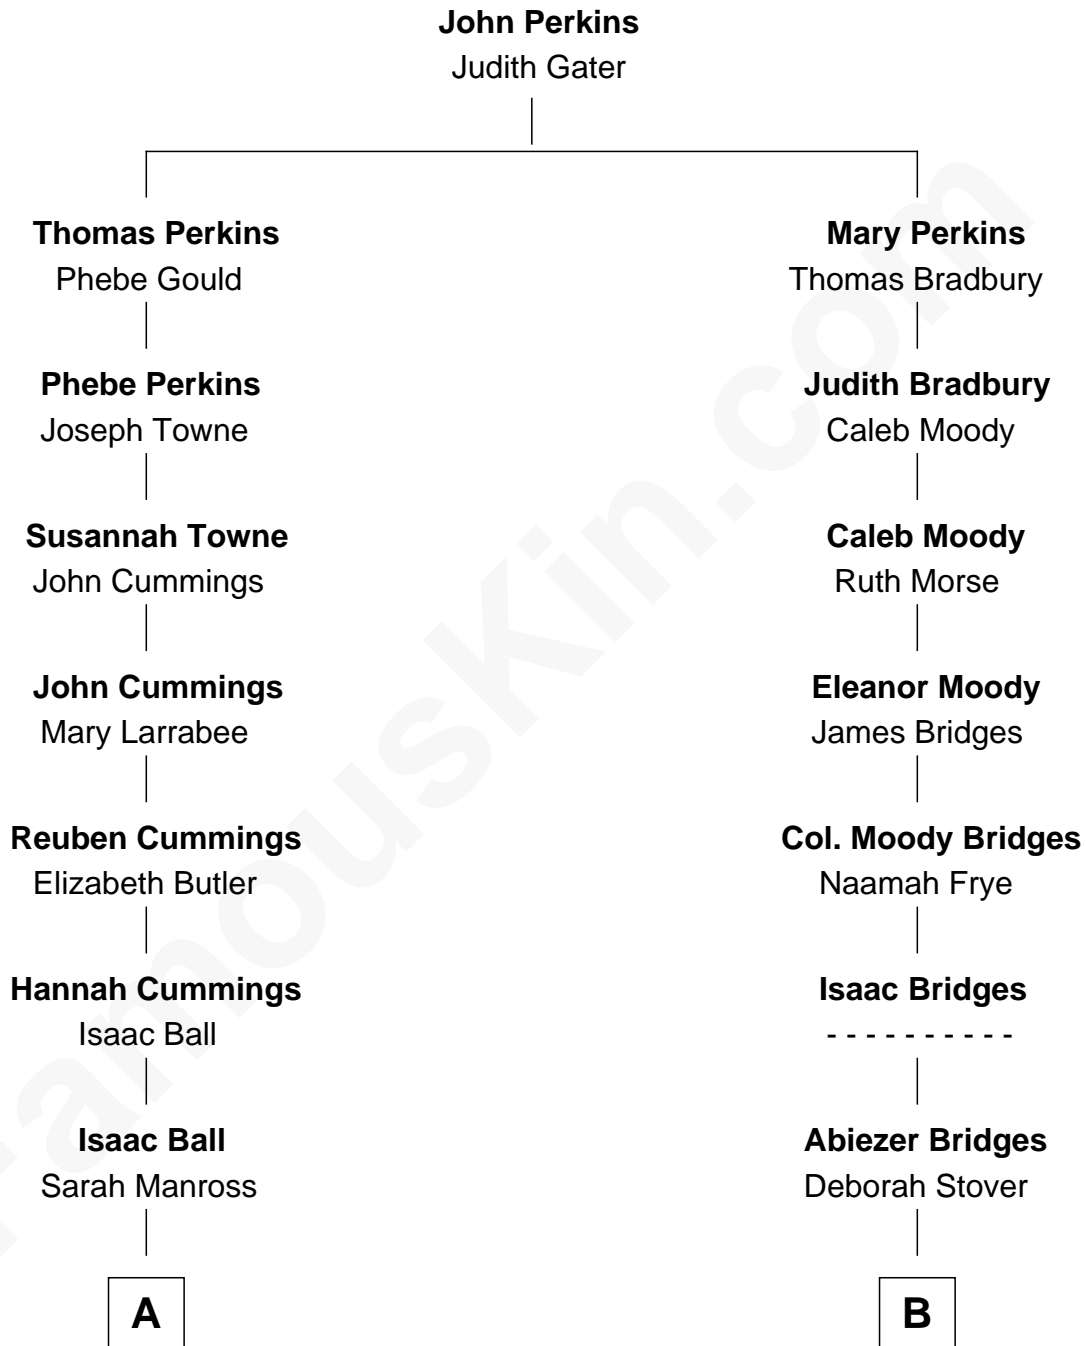 John Perkins
Judith Gater
Thomas Perkins
Phebe Gould
Mary Perkins
Thomas Bradbury
Phebe Perkins
Joseph Towne
Judith Bradbury
Caleb Moody
Susannah Towne
John Cummings
Caleb Moody
Ruth Morse
John Cummings
Mary Larrabee
Eleanor Moody
James Bridges
Reuben Cummings
Elizabeth Butler
Col. Moody Bridges
Naamah Frye
Hannah Cummings
Isaac Ball
Isaac Bridges
- - - - - - - - - -
Isaac Ball
Sarah Manross
Abiezer Bridges
Deborah Stover
A
B
FamousKin.com